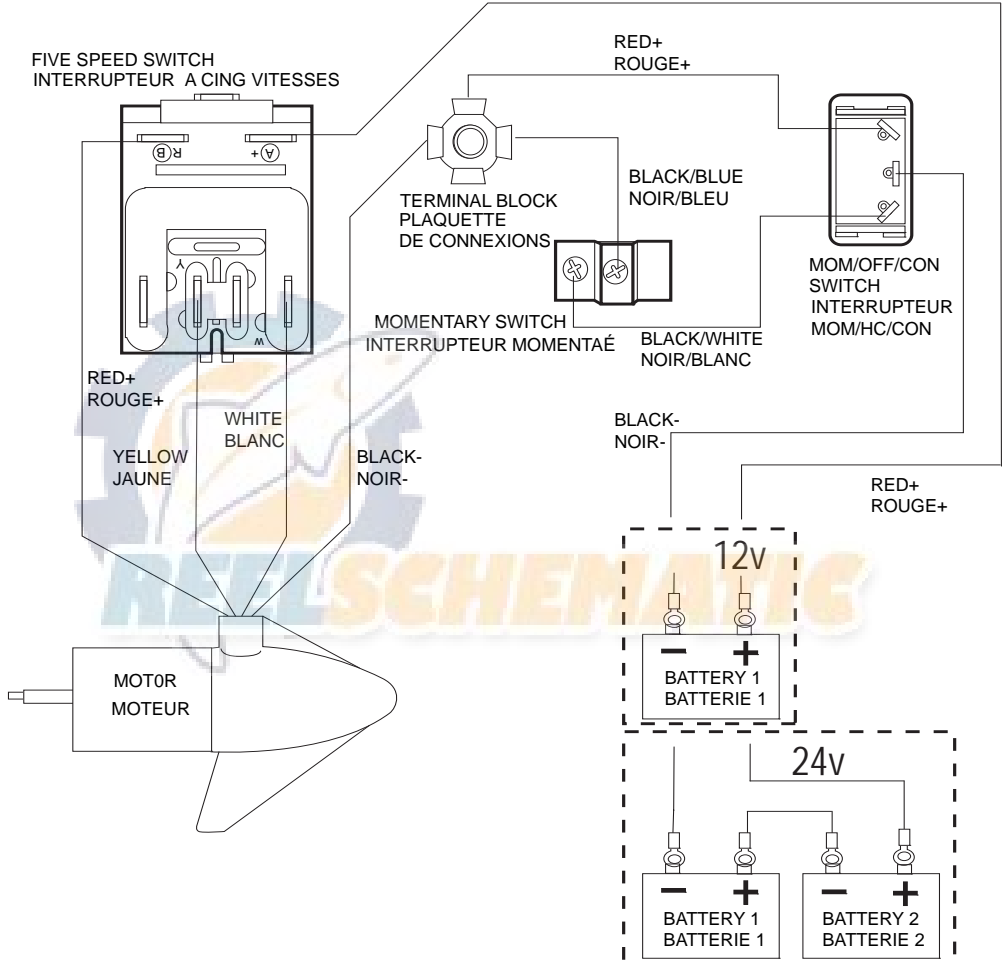 FIVE SPEED SWITCH
INTERRUPTEUR A CING VITESSES
RED+
ROUGE+
R B
A +
Y
W
TERMINAL BLOCK
PLAQUETTE
DE CONNEXIONS
BLACK/BLUE
NOIR/BLEU
MOM/OFF/CON
SWITCH
INTERRUPTEUR
MOM/HC/CON
MOMENTARY SWITCH
INTERRUPTEUR MOMENTAÉ
BLACK/WHITE
NOIR/BLANC
RED+
ROUGE+
WHITE
BLANC
YELLOW
JAUNE
BLACK-
NOIR-
BLACK-
NOIR-
RED+
ROUGE+
REELSCHEMATIC
12v
- +
BATTERY 1
BATTERIE 1
MOT0R
MOTEUR
24v
- +
BATTERY 1
BATTERIE 1
- +
BATTERY 2
BATTERIE 2